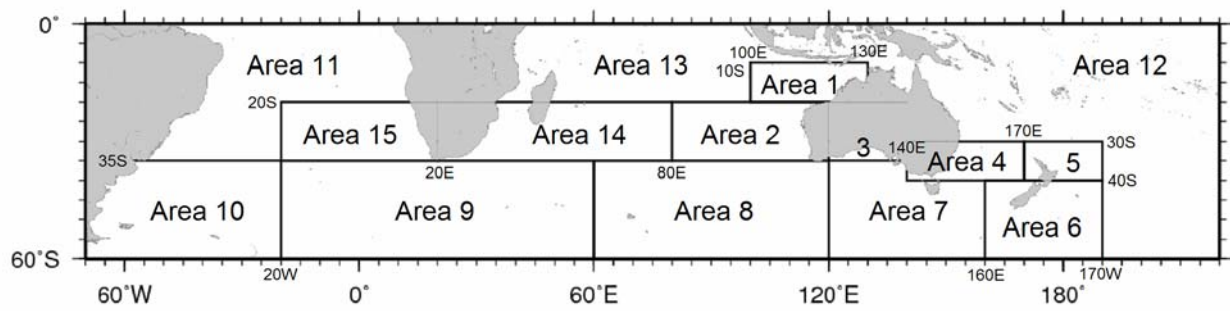 0°
100E 130E
Area 11 Area 13 Area 12
10S
Area 1
20S
Area 15 Area 14 Area 2
170E
3 140E 30S
35S Area 4 5
20E 80E
40S
Area 10 Area 9 Area 8 Area 7
Area 6
60°S
20W 160E 170W
60°W 0° 60°E 120°E 180°